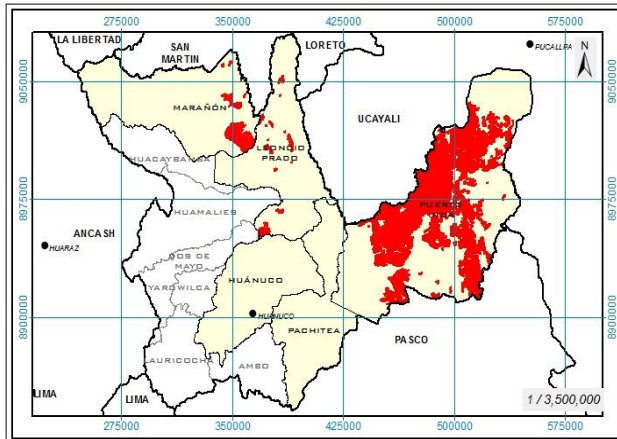 275000 350000 425000 500000 575000
LA LIBERTAD
SAN
MARTIN
LORETO
PUCALLPA
N
9050000
9050000
MARAÑÓN
UCAYALI
LEONCIO
PRADO
HUACAYBAMBA
8975000
8975000
HUAMALIES
PUERTO
INCA
ANCASH
HUARAZ
DOS DE
MAYO
HUÁNUCO
YAROWILCA
HUANUCO
8900000
8900000
PACHITEA
PASCO
LAURICOCHA
AMBO
LIMA
LIMA
1 / 3,500,000
275000 350000 425000 500000 575000